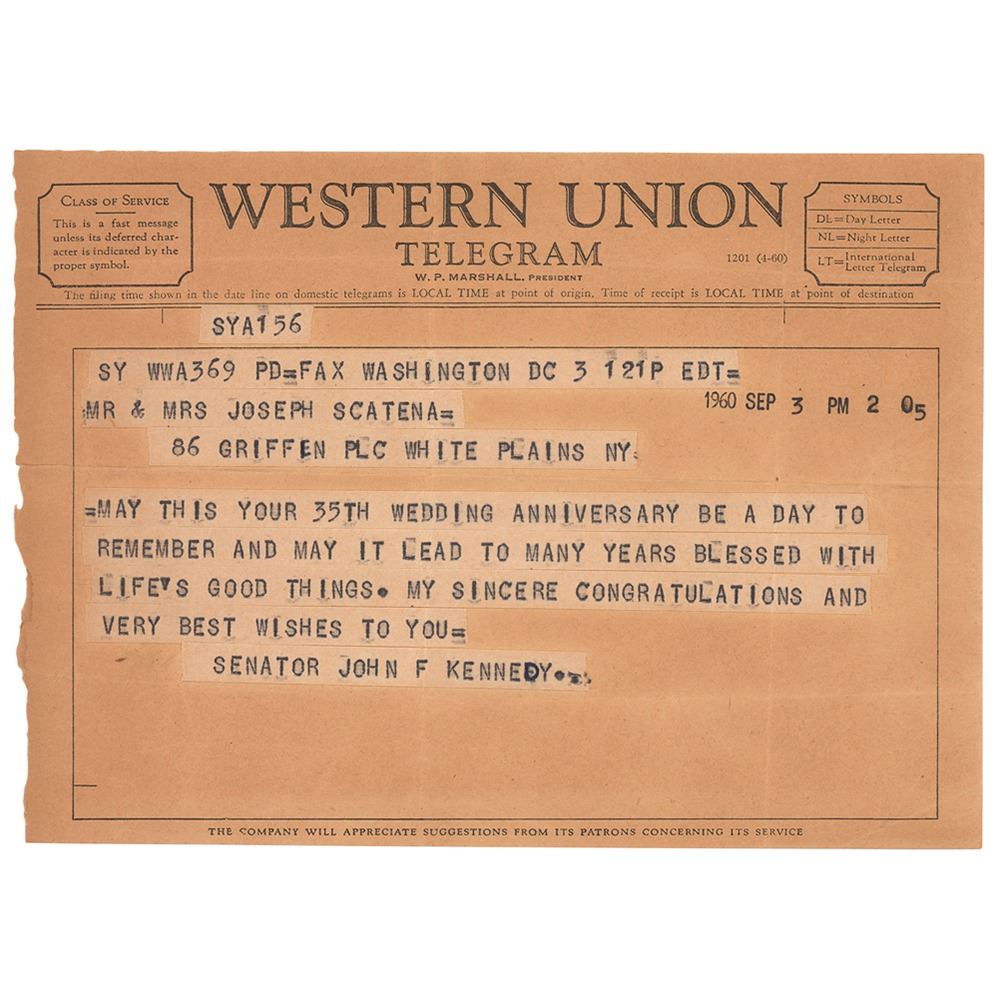 CLASS OF SERVICE
This is a fast message
unless its deferred char-
acter is indicated by the
proper symbol.
WESTERN UNION
TELEGRAM
W. P. MARSHALL, PRESIDENT
1201 (4-60)
SYMBOLS
DL=Day Letter
NL=Night Letter
LT=International Letter Telegram
The filing time shown in the date line on domestic telegrams is LOCAL TIME at point of origin. Time of receipt is LOCAL TIME at point of destination
SYA156
SY WWA369 PD=FAX WASHINGTON DC 3 121P EDT=
1960 SEP 3 PM 2 05
MR & MRS JOSEPH SCATENA=
86 GRIFFEN PLC WHITE PLAINS NY:
=MAY THIS YOUR 35TH WEDDING ANNIVERSARY BE A DAY TO
REMEMBER AND MAY IT LEAD TO MANY YEARS BLESSED WITH
LIFE'S GOOD THINGS. MY SINCERE CONGRATULATIONS AND
VERY BEST WISHES TO YOU=
SENATOR JOHN F KENNEDY.
THE COMPANY WILL APPRECIATE SUGGESTIONS FROM ITS PATRONS CONCERNING ITS SERVICE